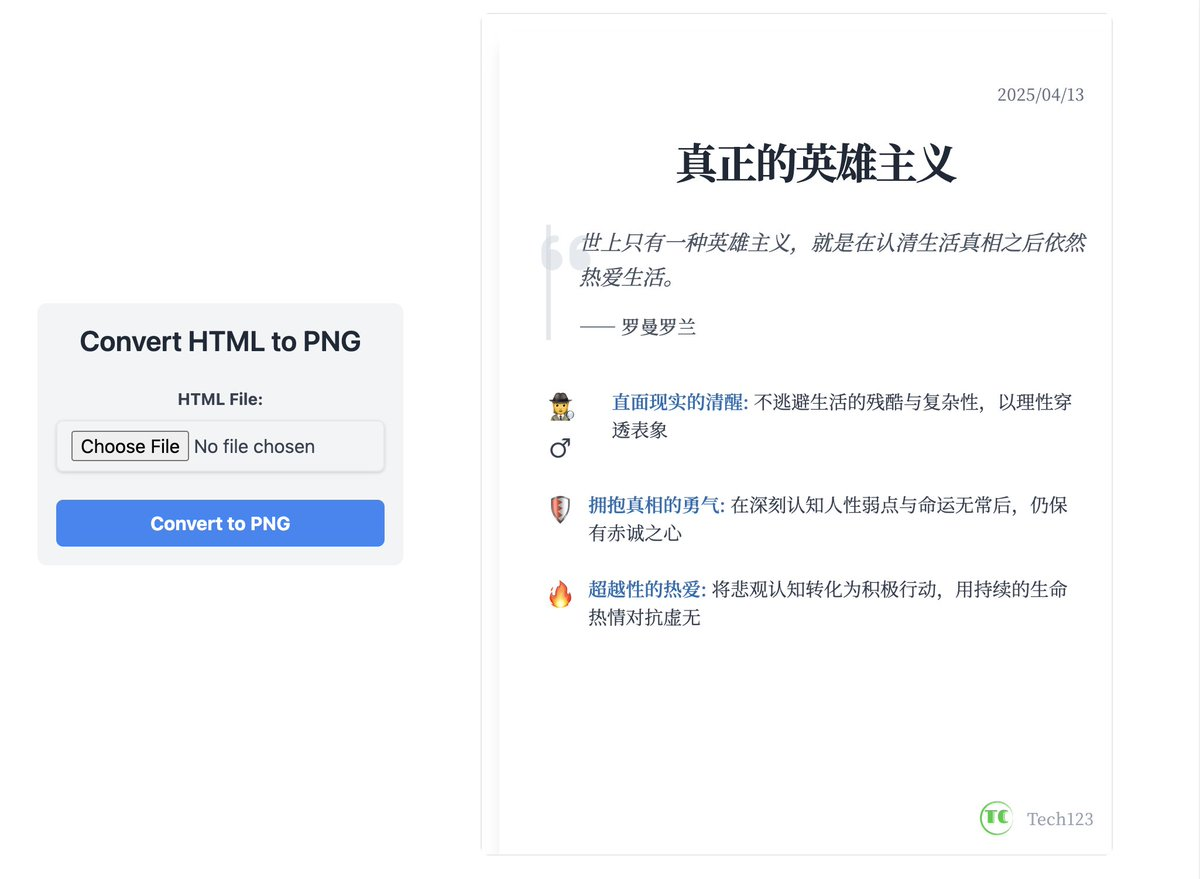 Convert HTML to PNG
HTML File:
Choose File No file chosen
Convert to PNG
2025/04/13
真正的英雄主义
世上只有一种英雄主义，就是在认清生活真相之后依然
热爱生活。
—— 罗曼罗兰
直面现实的清醒: 不逃避生活的残酷与复杂性，以理性穿
透表象
拥抱真相的勇气: 在深刻认知人性弱点与命运无常后，仍保
有赤诚之心
超越性的热爱: 将悲观认知转化为积极行动，用持续的生命
热情对抗虚无
TC Tech123